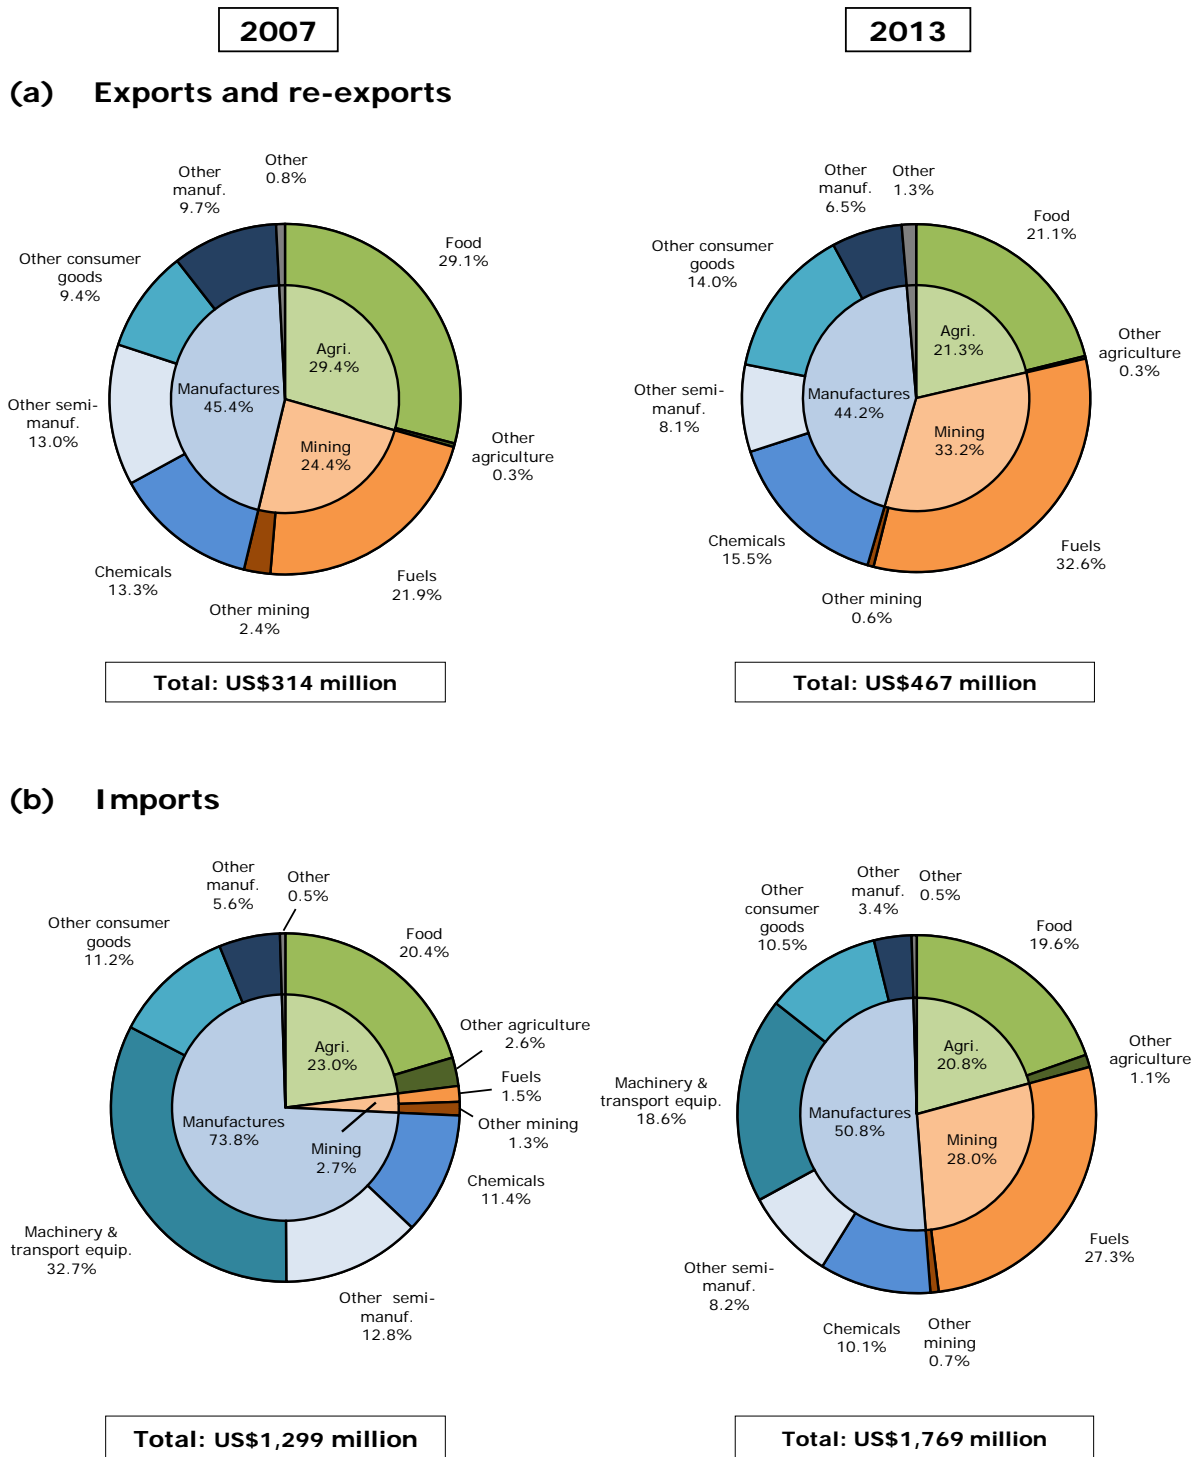 2007
2013
(a) Exports and re-exports
Other
manuf.
9.7%
Other
0.8%
Food
29.1%
Other consumer
goods
9.4%
Agri.
29.4%
Manufactures
45.4%
Other semi-
manuf.
13.0%
Mining
24.4%
Other
agriculture
0.3%
Chemicals
13.3%
Fuels
21.9%
Other mining
2.4%
Total: US$314 million
Other
manuf.
6.5%
Other
1.3%
Food
21.1%
Other consumer
goods
14.0%
Agri.
21.3%
Other
agriculture
0.3%
Manufactures
44.2%
Other semi-
manuf.
8.1%
Mining
33.2%
Chemicals
15.5%
Fuels
32.6%
Other mining
0.6%
Total: US$467 million
(b) Imports
Other
manuf.
5.6%
Other
0.5%
Other consumer
goods
11.2%
Food
20.4%
Other agriculture
2.6%
Agri.
23.0%
Fuels
1.5%
Manufactures
73.8%
Other mining
1.3%
Mining
2.7%
Chemicals
11.4%
Machinery &
transport equip.
32.7%
Other semi-
manuf.
12.8%
Total: US$1,299 million
Other
consumer
goods
10.5%
Other
manuf.
3.4%
Other
0.5%
Food
19.6%
Agri.
20.8%
Other
agriculture
1.1%
Machinery &
transport equip.
18.6%
Manufactures
50.8%
Mining
28.0%
Fuels
27.3%
Other semi-
manuf.
8.2%
Chemicals
10.1%
Other
mining
0.7%
Total: US$1,769 million